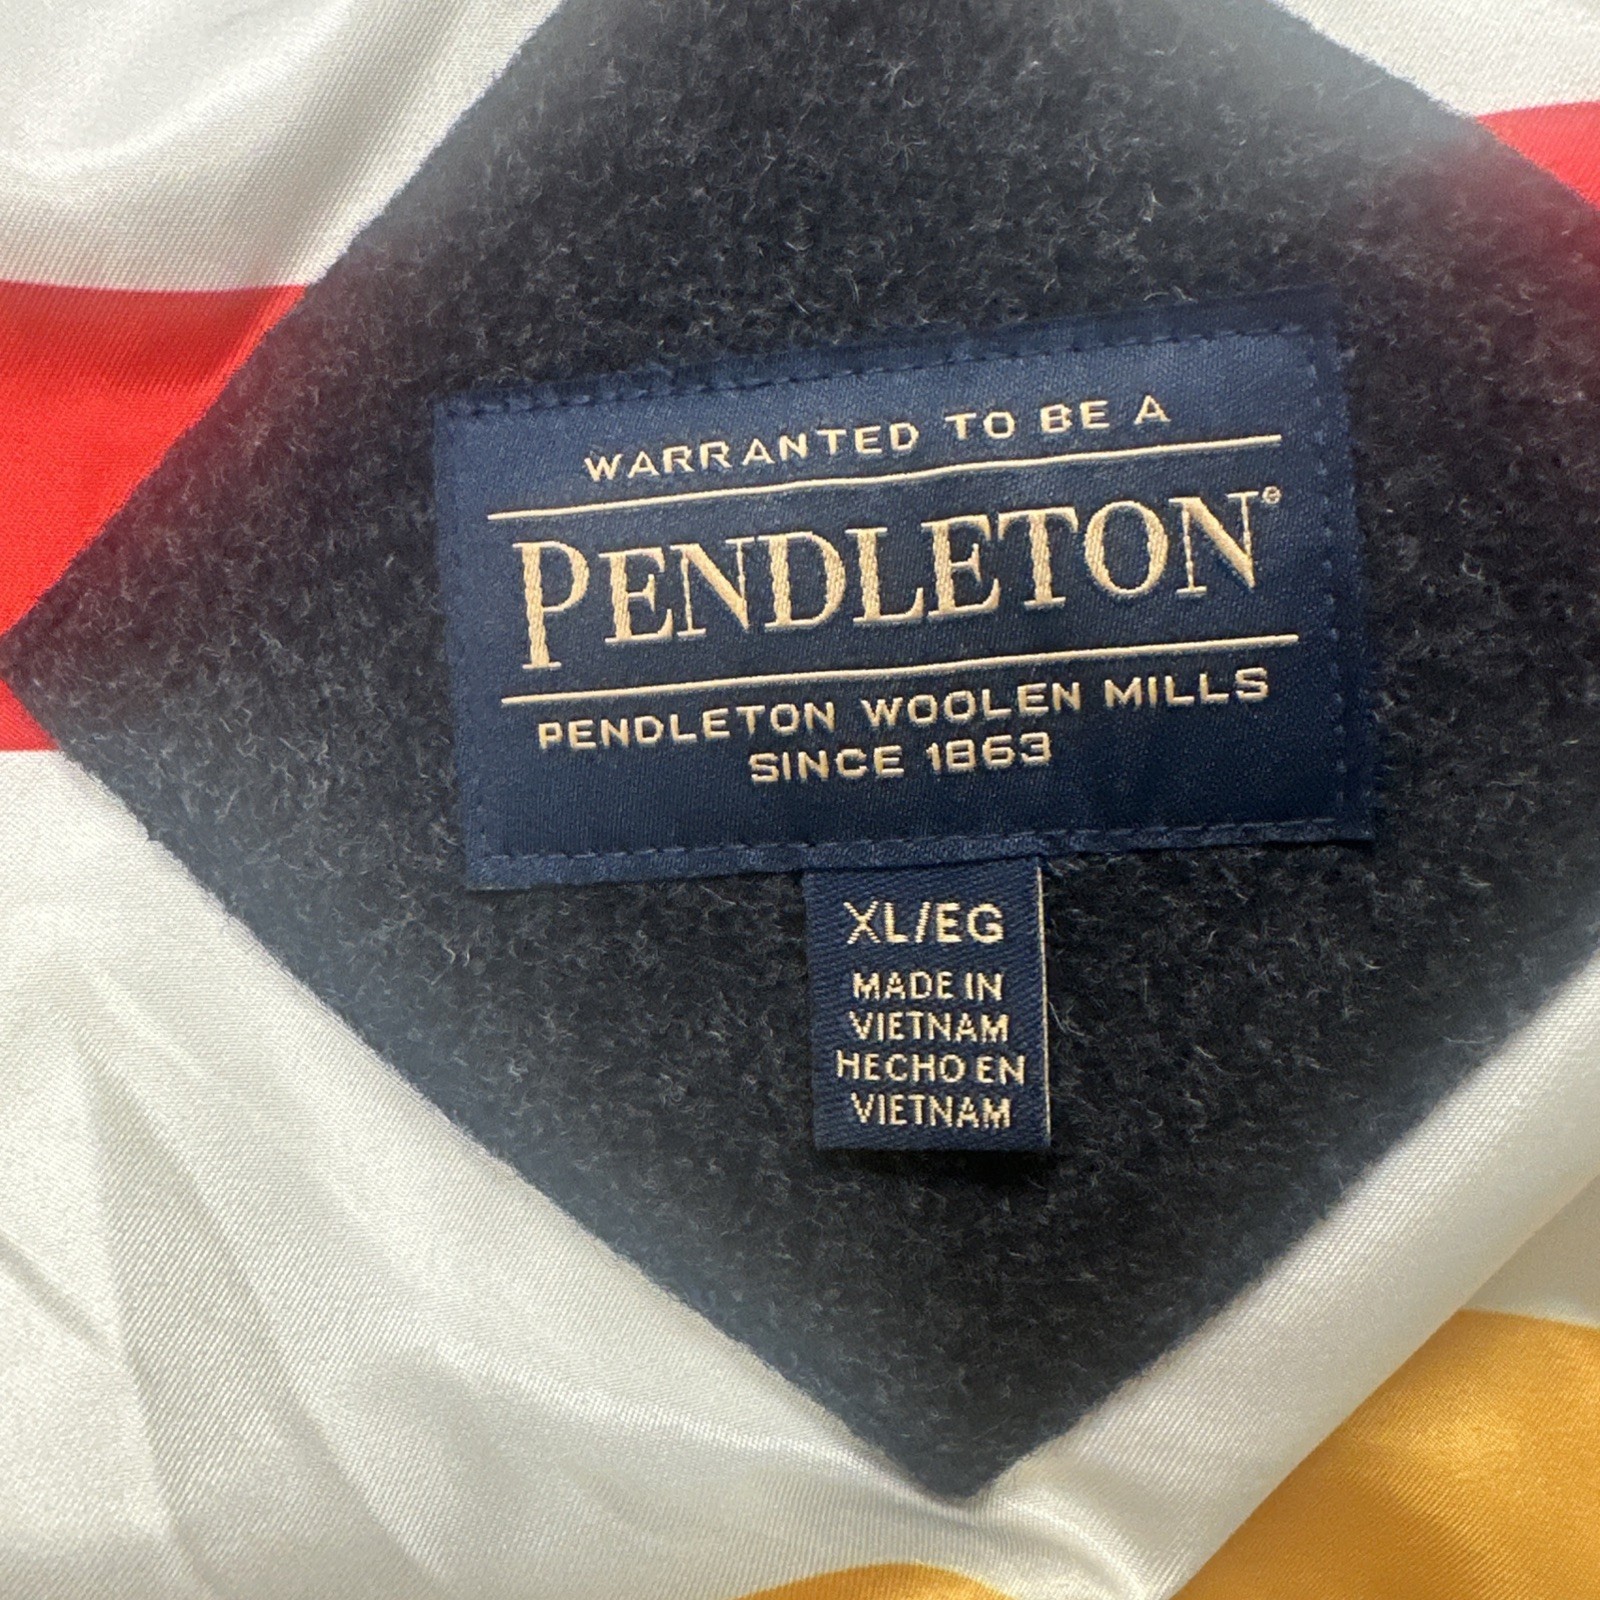 WARRANTED TO BE A
PENDLETON®
PENDLETON WOOLEN MILLS
SINCE 1863
XL/EG
MADE IN
VIETNAM
HECHO EN
VIETNAM